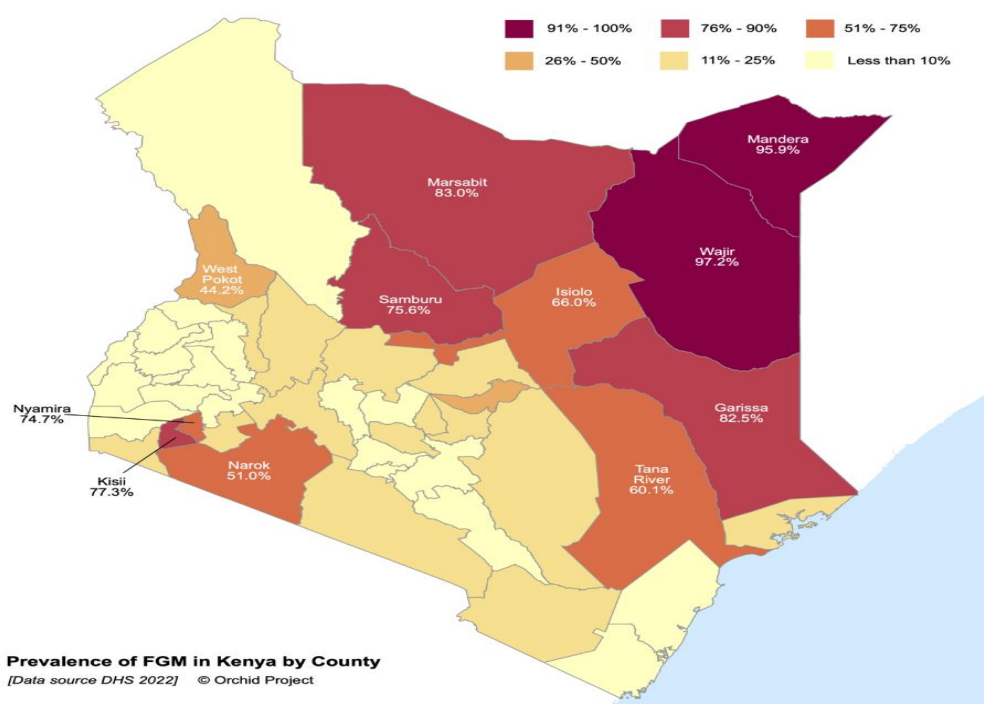 91% - 100%
76% - 90%
51% - 75%
26% - 50%
11% - 25%
Less than 10%
Mandera
95.9%
Marsabit
83.0%
Wajir
97.2%
West
Pokot
44.2%
Samburu
75.6%
Isiolo
66.0%
Nyamira
74.7%
Garissa
82.5%
Kisii
77.3%
Narok
51.0%
Tana
River
60.1%
Prevalence of FGM in Kenya by County
[Data source DHS 2022] © Orchid Project